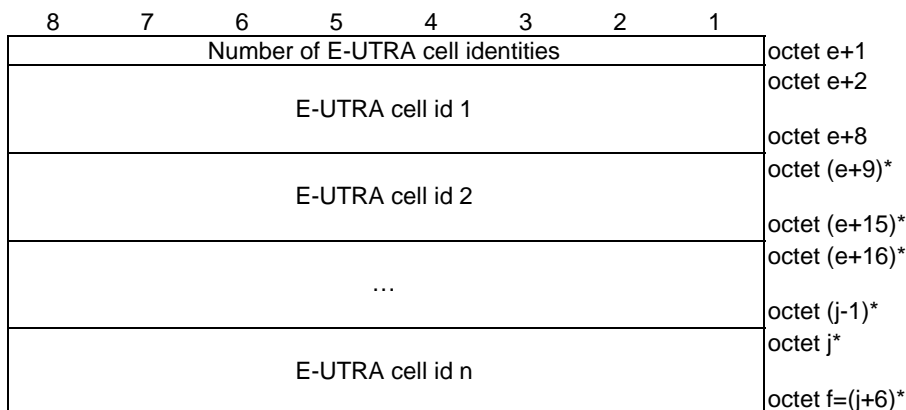 8 7 6 5 4 3 2 1
Number of E-UTRA cell identities octet e+1
octet e+2
E-UTRA cell id 1
octet e+8
octet (e+9)*
E-UTRA cell id 2
octet (e+15)*
octet (e+16)*
…
octet (j-1)*
octet j*
E-UTRA cell id n
octet f=(j+6)*